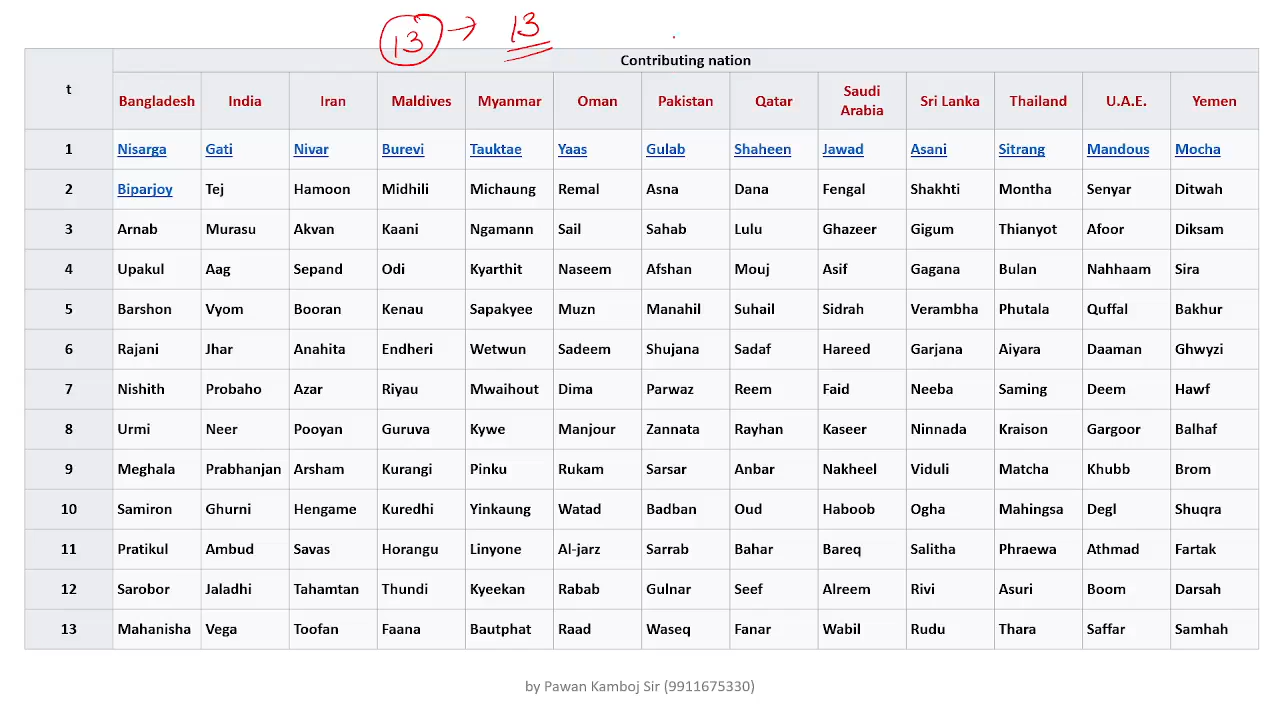 13 → 13
Contributing nation
t
Bangladesh India Iran Maldives Myanmar Oman Pakistan Qatar Saudi Arabia Sri Lanka Thailand U.A.E. Yemen
1 Nisarga Gati Nivar Burevi Tauktae Yaas Gulab Shaheen Jawad Asani Sitrang Mandous Mocha
2 Biparjoy Tej Hamoon Midhili Michaung Remal Asna Dana Fengal Shakhti Montha Senyar Ditwah
3 Arnab Murasu Akvan Kaani Ngamann Sail Sahab Lulu Ghazeer Gigum Thianyot Afoor Diksam
4 Upakul Aag Sepand Odi Kyarthit Naseem Afshan Mouj Asif Gagana Bulan Nahhaam Sira
5 Barshon Vyom Booran Kenau Sapakyee Muzn Manahil Suhail Sidrah Verambha Phutala Quffal Bakhur
6 Rajani Jhar Anahita Endheri Wetwun Sadeem Shujana Sadaf Hareed Garjana Aiyara Daaman Ghwyzi
7 Nishith Probaho Azar Riyau Mwaihout Dima Parwaz Reem Faid Neeba Saming Deem Hawf
8 Urmi Neer Pooyan Guruva Kywe Manjour Zannata Rayhan Kaseer Ninnada Kraison Gargoor Balhaf
9 Meghala Prabhanjan Arsham Kurangi Pinku Rukam Sarsar Anbar Nakheel Viduli Matcha Khubb Brom
10 Samiron Ghurni Hengame Kuredhi Yinkaung Watad Badban Oud Haboob Ogha Mahingsa Degl Shuqra
11 Pratikul Ambud Savas Horangu Linyone Al-jarz Sarrab Bahar Bareq Salitha Phraewa Athmad Fartak
12 Sarobor Jaladhi Tahamtan Thundi Kyeekan Rabab Gulnar Seef Alreem Rivi Asuri Boom Darsah
13 Mahanisha Vega Toofan Faana Bautphat Raad Waseq Fanar Wabil Rudu Thara Saffar Samhah
by Pawan Kamboj Sir (9911675330)